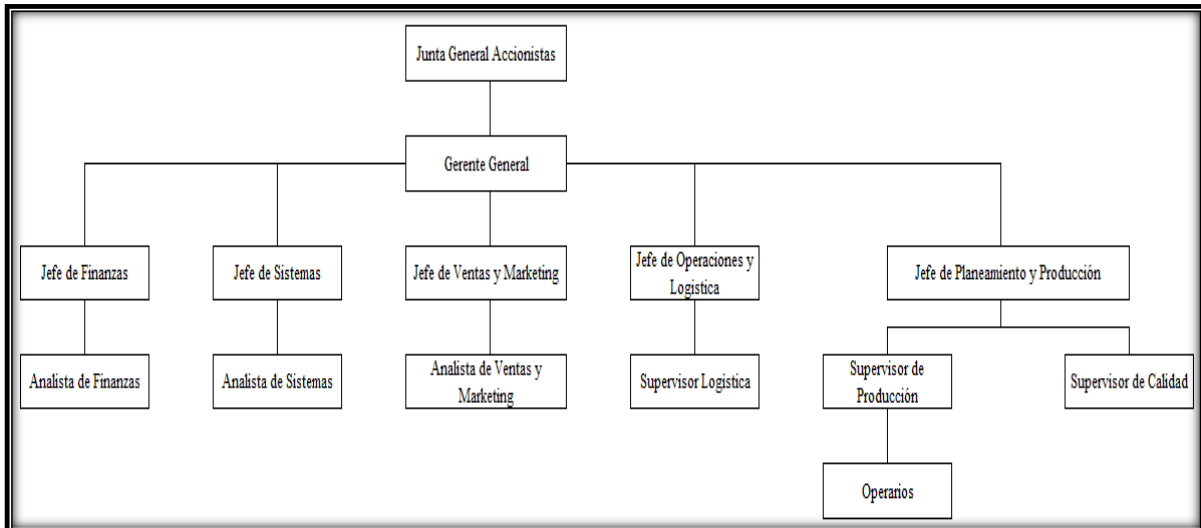 Junta General Accionistas
Gerente General
Jefe de Finanzas
Jefe de Sistemas
Jefe de Ventas y Marketing
Jefe de Operaciones y
Logistica
Jefe de Planeamiento y Producción
Analista de Finanzas
Analista de Sistemas
Analista de Ventas y
Marketing
Supervisor Logística
Supervisor de
Producción
Supervisor de Calidad
Operarios